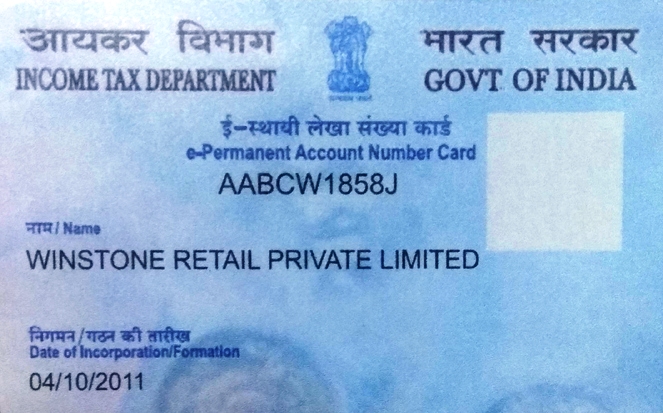 आयकर विभाग
INCOME TAX DEPARTMENT
भारत सरकार
GOVT OF INDIA
ई-स्थायी लेखा संख्या कार्ड
e-Permanent Account Number Card
AABCW1858J
नाम / Name
WINSTONE RETAIL PRIVATE LIMITED
निगमन / गठन की तारीख
Date of Incorporation/Formation
04/10/2011